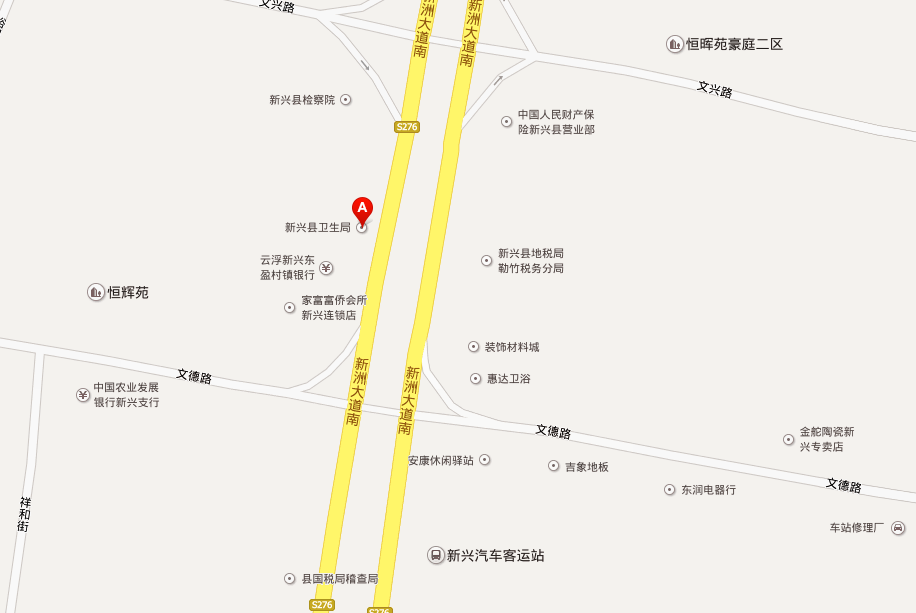 文兴路
新洲大道南
新洲大道南
恒晖苑豪庭二区
文兴路
新兴县检察院
S276
中国人民财产保
险新兴县营业部
A
新兴县卫生局
云浮新兴东
盈村镇银行
新兴县地税局
勒竹税务分局
恒辉苑
家富富侨会所
新兴连锁店
装饰材料城
文德路
新洲大道南
新洲大道南
惠达卫浴
中国农业发展
银行新兴支行
文德路
金舵陶瓷新
兴专卖店
安康休闲驿站
吉象地板
东润电器行
文德路
祥和街
车站修理厂
新兴汽车客运站
县国税局稽查局
S276
S276